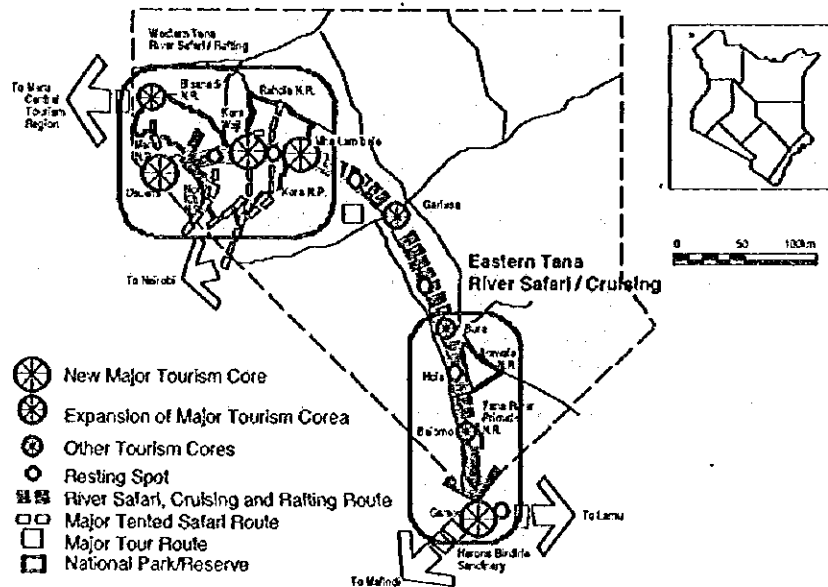 Western Tana
River Safari / Rafting
To Mara
Central
Tourism
Region
Bisanadi
N.R.
Rahole N.R.
Kora
Kora N.R.
To Nairobi
Garissa
Eastern Tana
River Safari / Cruising
Bura
Arawale
N.R.
Hola
Tana River
Primate
N.R.
To Lamu
Herons Birdlife
Sanctuary
To Malindi
0 50 100km
New Major Tourism Core
Expansion of Major Tourism Corea
Other Tourism Cores
Resting Spot
River Safari, Cruising and Rafting Route
Major Tented Safari Route
Major Tour Route
National Park/Reserve